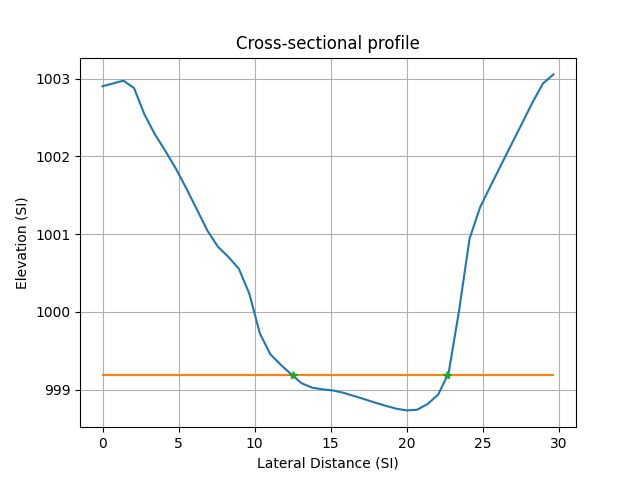 Cross-sectional profile
1003
1002
1001
1000
999
Elevation (SI)
0 5 10 15 20 25 30
Lateral Distance (SI)